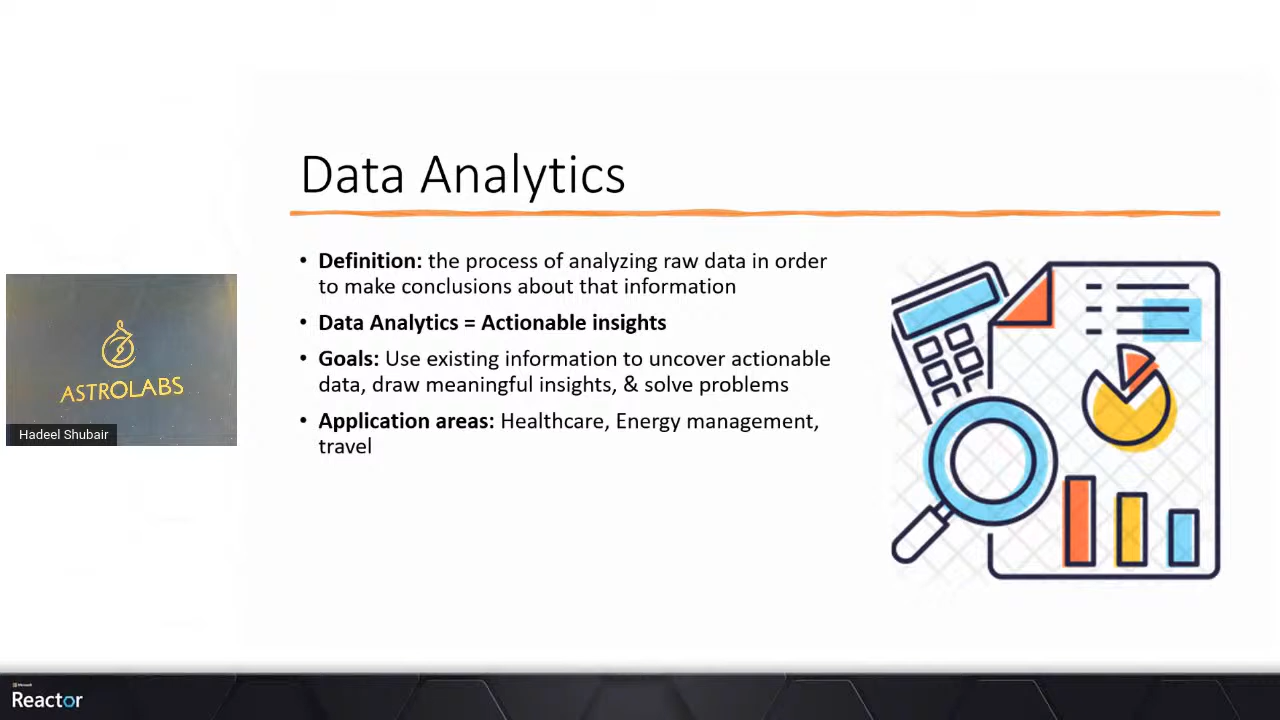 Data Analytics
• Definition: the process of analyzing raw data in order
to make conclusions about that information
• Data Analytics = Actionable insights
• Goals: Use existing information to uncover actionable
data, draw meaningful insights, & solve problems
• Application areas: Healthcare, Energy management,
travel
ASTROLABS
Hadeel Shubair
Microsoft
Reactor